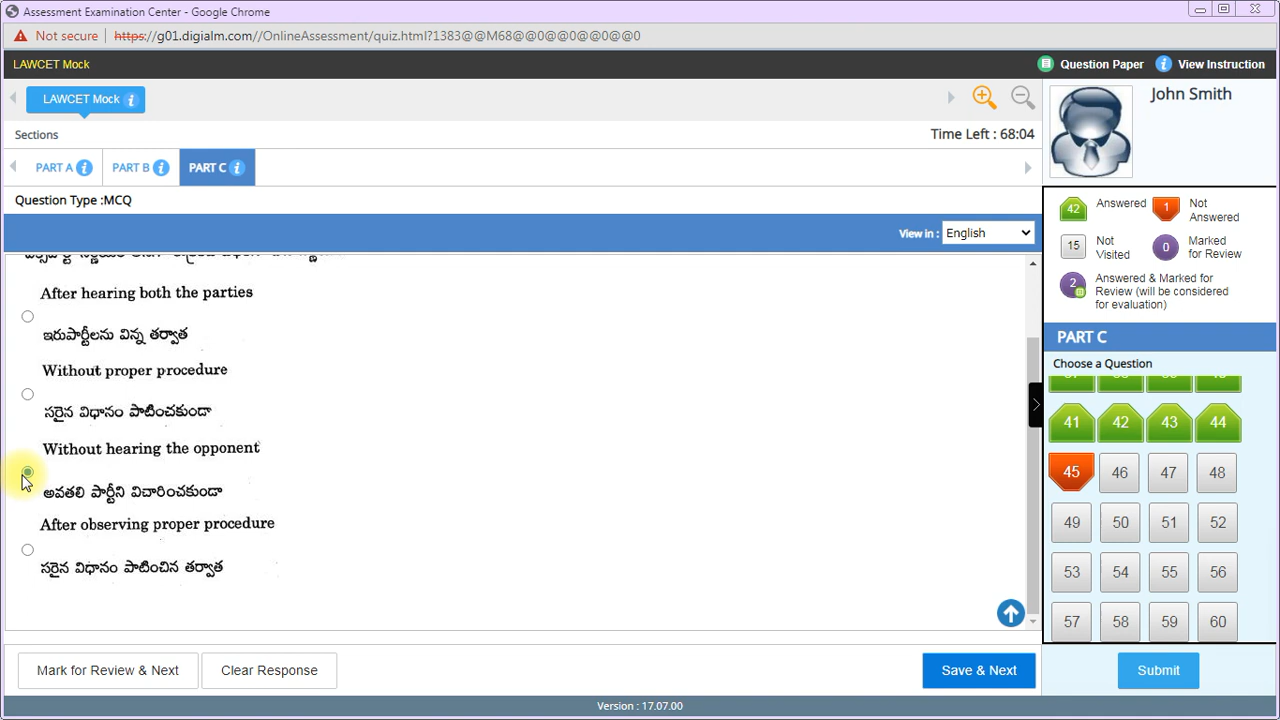 Assessment Examination Center - Google Chrome
Not secure https://g01.digialm.com//OnlineAssessment/quiz.html?1383@@M68@@0@@0@@0@@0
LAWCET Mock
Question Paper
View Instruction
LAWCET Mock
John Smith
Sections
Time Left : 68:04
PART A
PART B
PART C
Question Type :MCQ
View in : English
After hearing both the parties
ఇరుపార్టీలను విన్న తర్వాత
Without proper procedure
సరైన విధానం పాటించకుండా
Without hearing the opponent
అవతలి పార్టీని విచారించకుండా
After observing proper procedure
సరైన విధానం పాటించిన తర్వాత
42 Answered
1 Not Answered
15 Not Visited
0 Marked for Review
2 Answered & Marked for Review (will be considered for evaluation)
PART C
Choose a Question
41 42 43 44
45 46 47 48
49 50 51 52
53 54 55 56
57 58 59 60
Mark for Review & Next
Clear Response
Save & Next
Submit
Version : 17.07.00